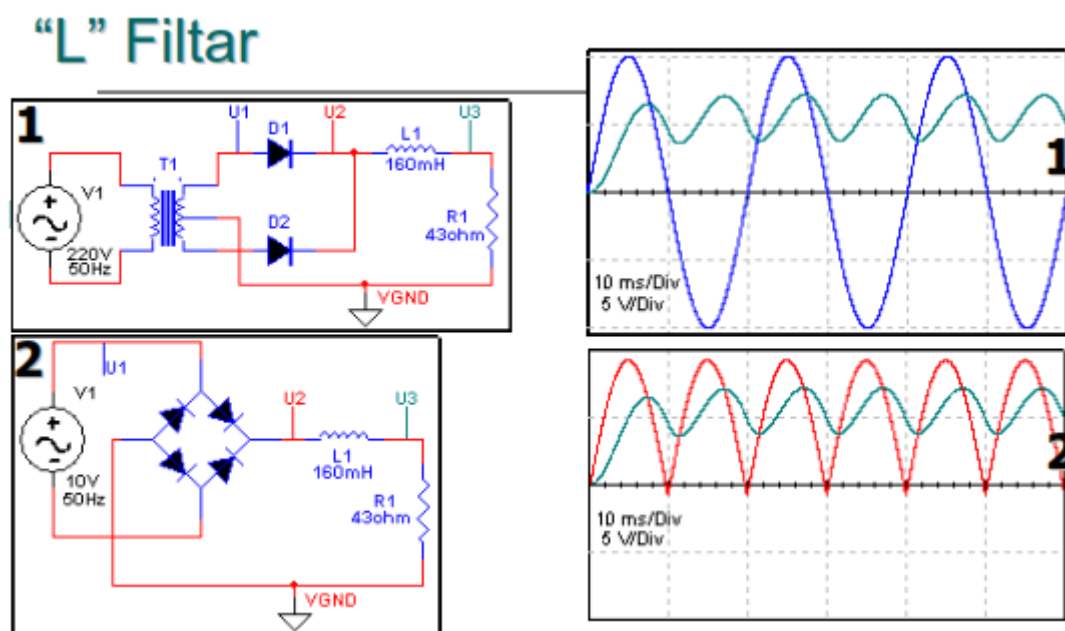 “L” Filtar
1
U1
D1
U2
L1
160mH
U3
T1
V1
220V
50Hz
D2
R1
43ohm
VGND
1
10 ms/Div
5 V/Div
2
U1
V1
10V
50Hz
U2
U3
L1
160mH
R1
43ohm
VGND
2
10 ms/Div
5 V/Div